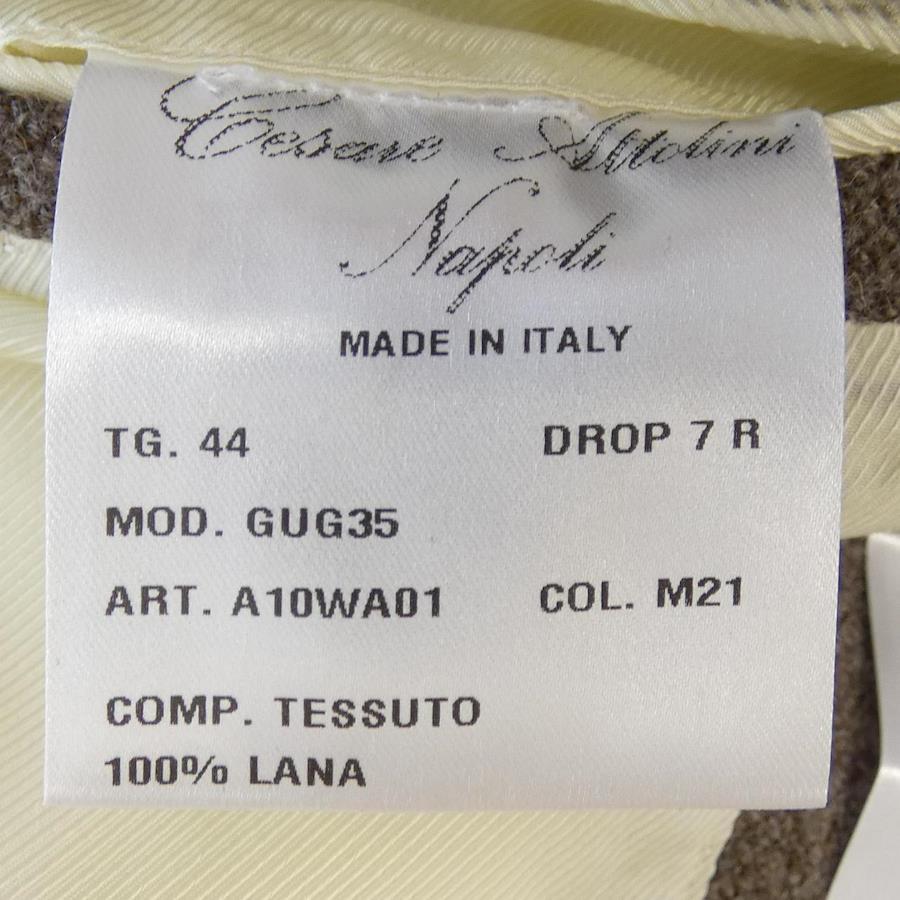 Cesare Attolini
Napoli
MADE IN ITALY
TG. 44 DROP 7 R
MOD. GUG35
ART. A10WA01 COL. M21
COMP. TESSUTO
100% LANA